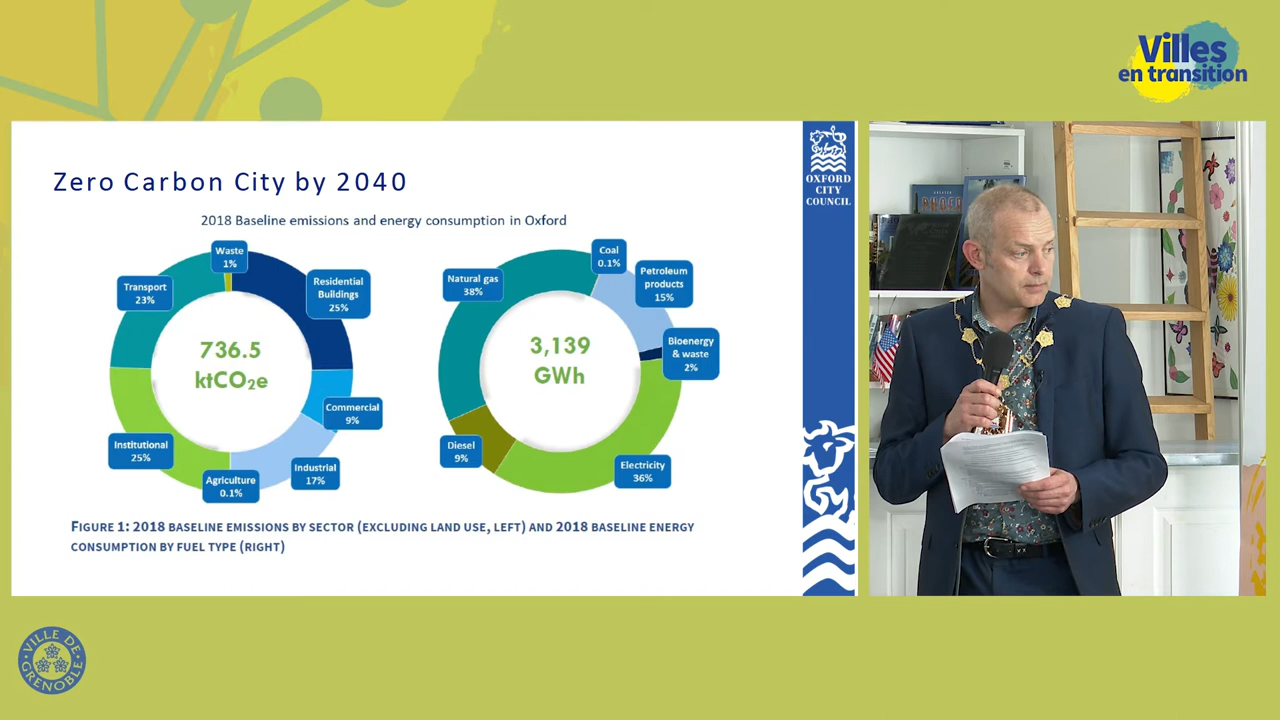 Villes
en transition
Zero Carbon City by 2040
2018 Baseline emissions and energy consumption in Oxford
Waste
1%
Transport
23%
Residential
Buildings
25%
736.5
ktCO₂e
Commercial
9%
Institutional
25%
Industrial
17%
Agriculture
0.1%
Coal
0.1%
Natural gas
38%
Petroleum
products
15%
3,139
GWh
Bioenergy
& waste
2%
Diesel
9%
Electricity
36%
FIGURE 1: 2018 BASELINE EMISSIONS BY SECTOR (EXCLUDING LAND USE, LEFT) AND 2018 BASELINE ENERGY
CONSUMPTION BY FUEL TYPE (RIGHT)
OXFORD
CITY
COUNCIL
VILLE DE
GRENOBLE